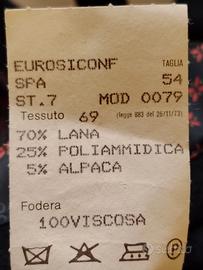 EUROSICONF TAGLIA
SPA 54
ST.7 MOD 0079
Tessuto 69 (legge 883 del 26/11/73)
70% LANA
25% POLIAMMIDICA
5% ALPACA
Fodera
100VISCOSA
P